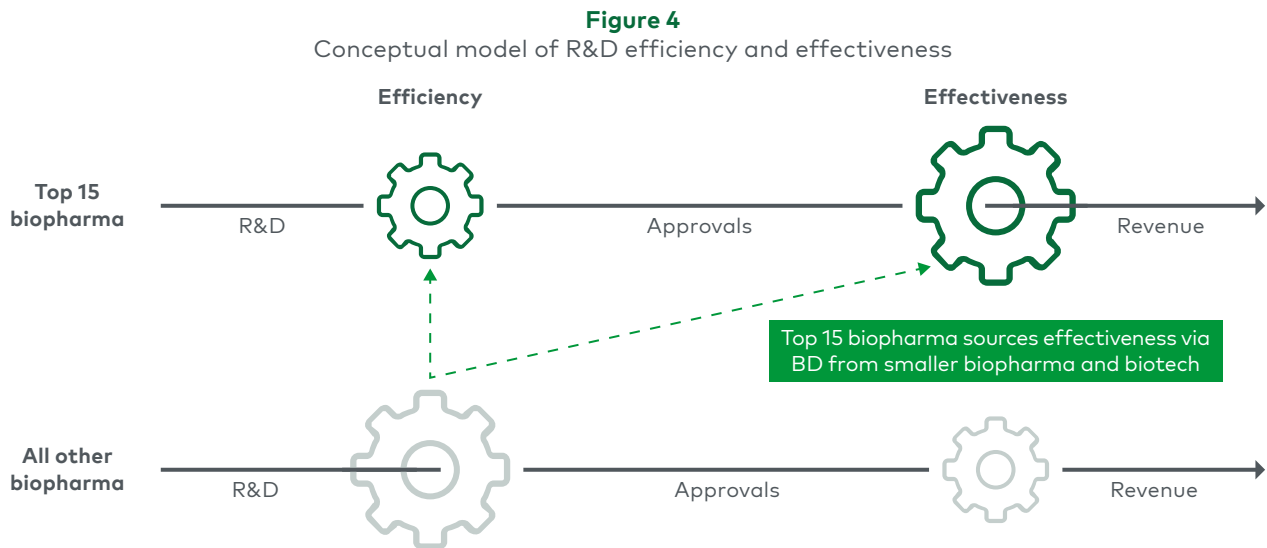 Figure 4
Conceptual model of R&D efficiency and effectiveness
Efficiency
Effectiveness
Top 15
biopharma
R&D
Approvals
Revenue
Top 15 biopharma sources effectiveness via
BD from smaller biopharma and biotech
All other
biopharma
R&D
Approvals
Revenue